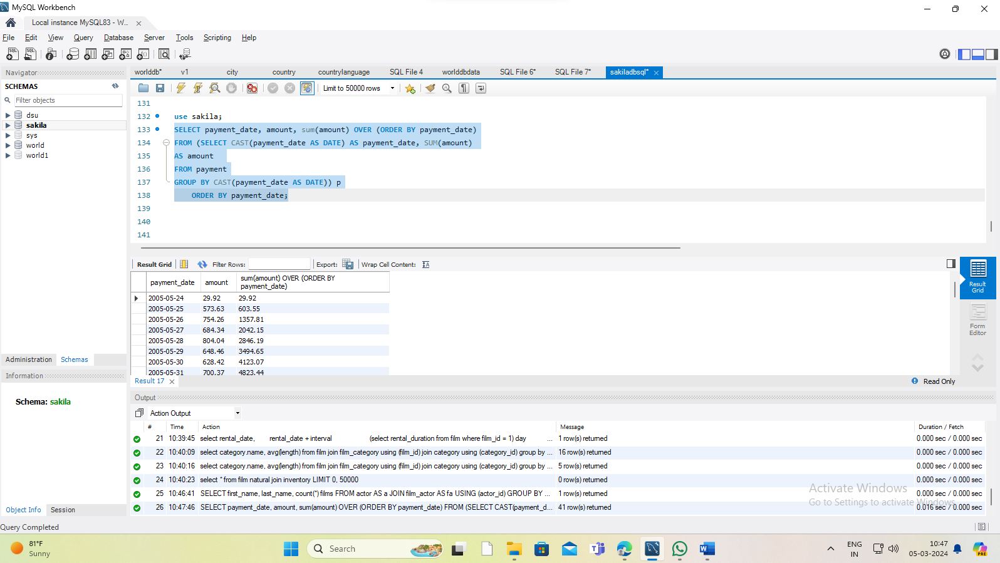 MySQL Workbench
Local instance MySQL83 - W...
File Edit View Query Database Server Tools Scripting Help
Navigator
SCHEMAS
Filter objects
dsu
sakila
sys
world
world1
Administration Schemas
Information
Schema: sakila
Object Info Session
worlddb* v1 city country countrylanguage SQL File 4 worlddbdata SQL File 6* SQL File 7* sakiladbsql*
Limit to 50000 rows
131
132 use sakila;
133 SELECT payment_date, amount, sum(amount) OVER (ORDER BY payment_date)
134 FROM (SELECT CAST(payment_date AS DATE) AS payment_date, SUM(amount)
135 AS amount
136 FROM payment
137 GROUP BY CAST(payment_date AS DATE)) p
138 ORDER BY payment_date;
139
140
141
Result Grid Filter Rows: Export: Wrap Cell Content:
payment_date amount sum(amount) OVER (ORDER BY payment_date)
2005-05-24 29.92 29.92
2005-05-25 573.63 603.55
2005-05-26 754.26 1357.81
2005-05-27 684.34 2042.15
2005-05-28 804.04 2846.19
2005-05-29 648.46 3494.65
2005-05-30 628.42 4123.07
2005-05-31 700.37 4823.44
Result Grid
Form Editor
Result 17
Read Only
Output
Action Output
# Time Action Message Duration / Fetch
21 10:39:45 select rental_date, rental_date + interval (select rental_duration from film where film_id = 1) day ... 1 row(s) returned 0.000 sec / 0.000 sec
22 10:40:09 select category.name, avg(length) from film join film_category using (film_id) join category using (category_id) group by ... 16 row(s) returned 0.000 sec / 0.000 sec
23 10:40:16 select category.name, avg(length) from film join film_category using (film_id) join category using (category_id) group by ... 5 row(s) returned 0.000 sec / 0.000 sec
24 10:40:23 select * from film natural join inventory LIMIT 0, 50000 0 row(s) returned 0.000 sec / 0.000 sec
25 10:46:41 SELECT first_name, last_name, count(*) films FROM actor AS a JOIN film_actor AS fa USING (actor_id) GROUP BY ... 1 row(s) returned 0.000 sec / 0.000 sec
26 10:47:46 SELECT payment_date, amount, sum(amount) OVER (ORDER BY payment_date) FROM (SELECT CAST(payment_d... 41 row(s) returned 0.016 sec / 0.000 sec
Activate Windows
Go to Settings to activate Windows.
Query Completed
81°F
Sunny
Search
ENG
IN
10:47
05-03-2024
PRE